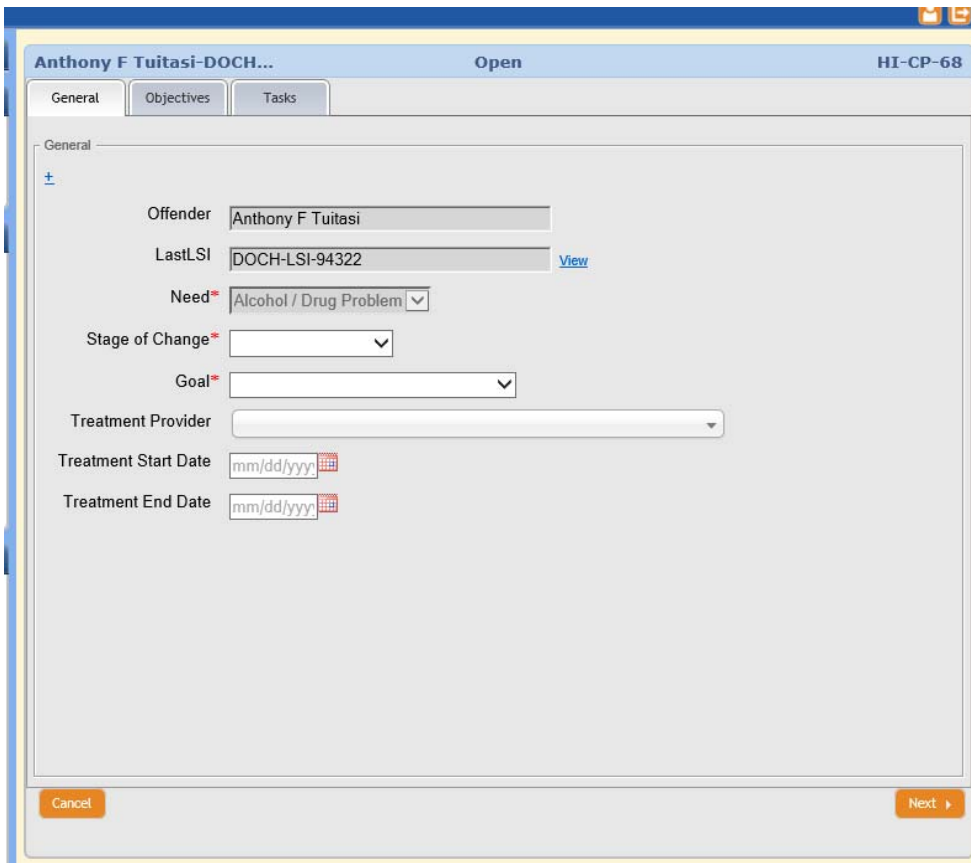 Anthony F Tuitasi-DOCH... Open HI-CP-68
General Objectives Tasks
General
+
Offender Anthony F Tuitasi
LastLSI DOCH-LSI-94322 View
Need* Alcohol / Drug Problem
Stage of Change*
Goal*
Treatment Provider
Treatment Start Date mm/dd/yyy
Treatment End Date mm/dd/yyy
Cancel Next